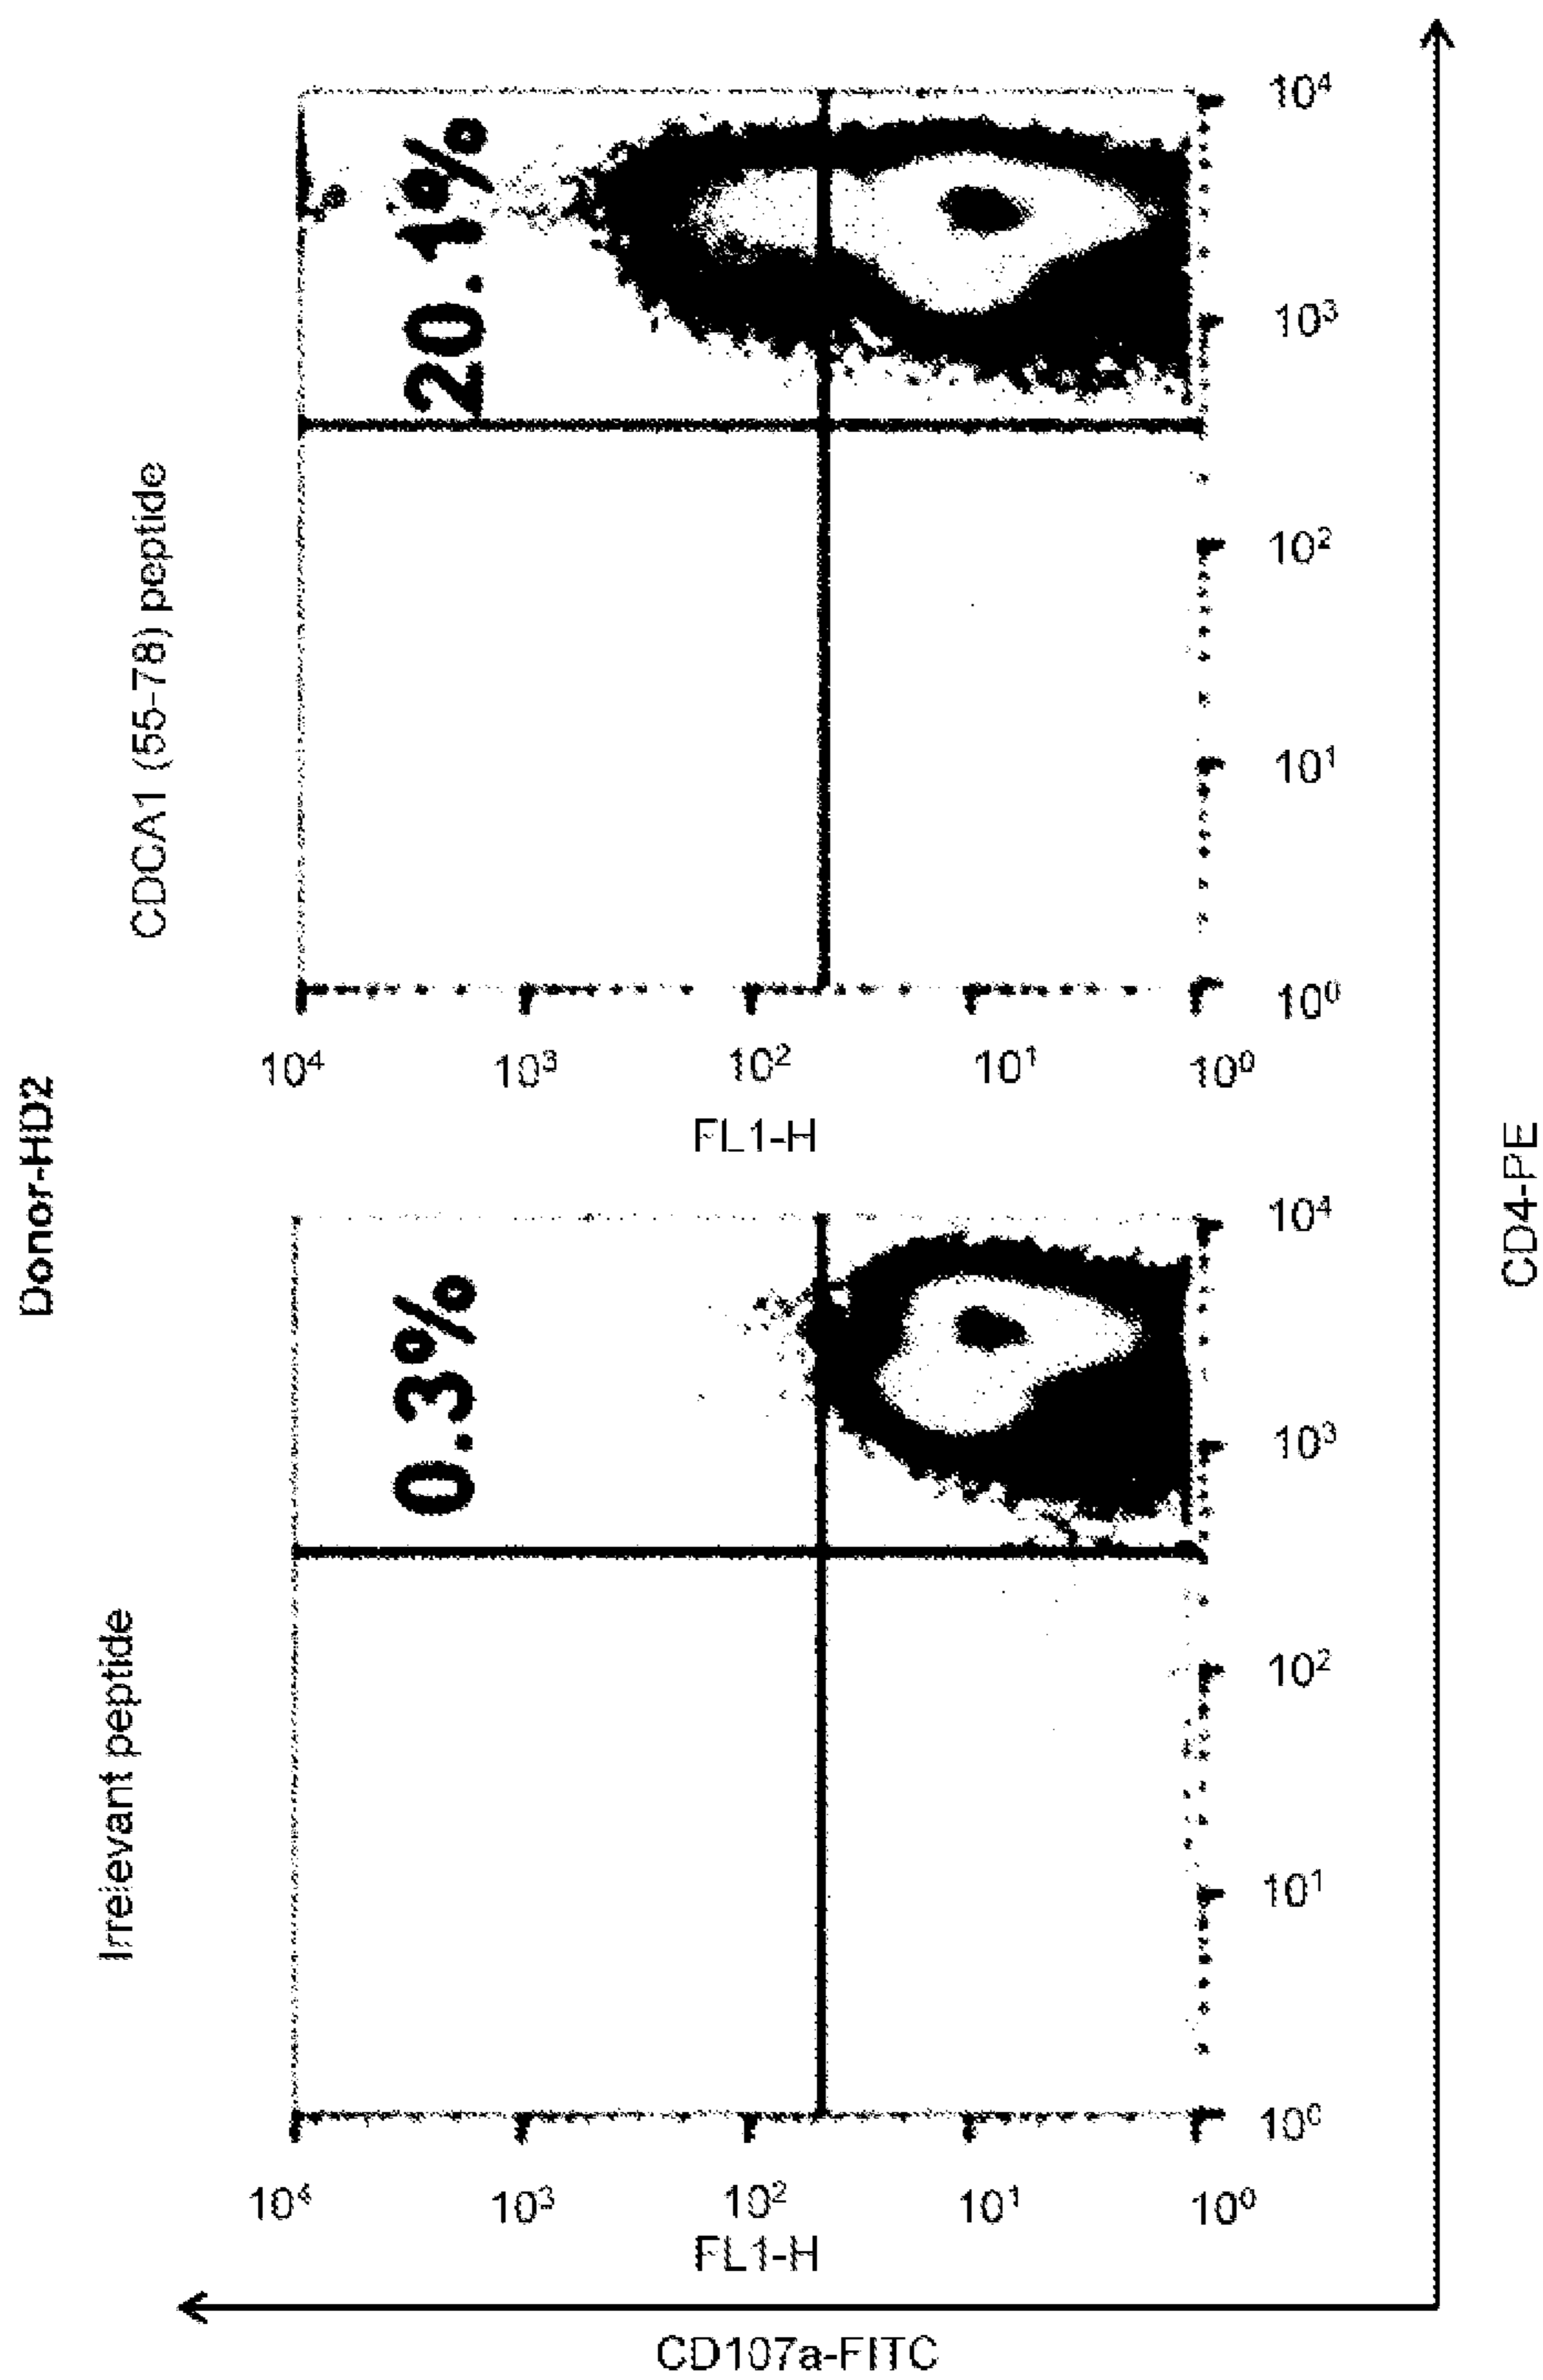 Donor-HD2
CDCA1 (55-78) peptide
20.1%
10⁴
10³
10²
10¹
10⁰
10⁴ 10³ 10² 10¹ 10⁰
FL1-H
Irrelevant peptide
0.3%
10⁴
10³
10²
10¹
10⁰
10⁴ 10³ 10² 10¹ 10⁰
FL1-H
CD4-PE
CD107a-FITC